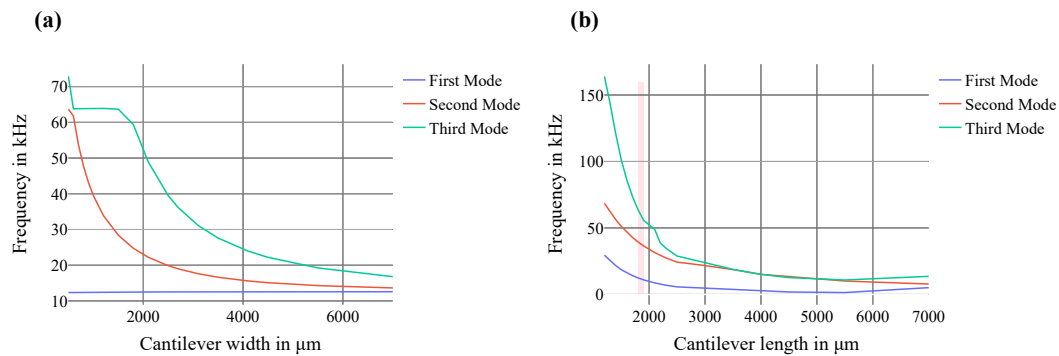 (a)
70
60
50
40
30
20
10
2000 4000 6000
Frequency in kHz
Cantilever width in μm
First Mode
Second Mode
Third Mode
(b)
150
100
50
0
2000 3000 4000 5000 6000 7000
Frequency in kHz
Cantilever length in μm
First Mode
Second Mode
Third Mode